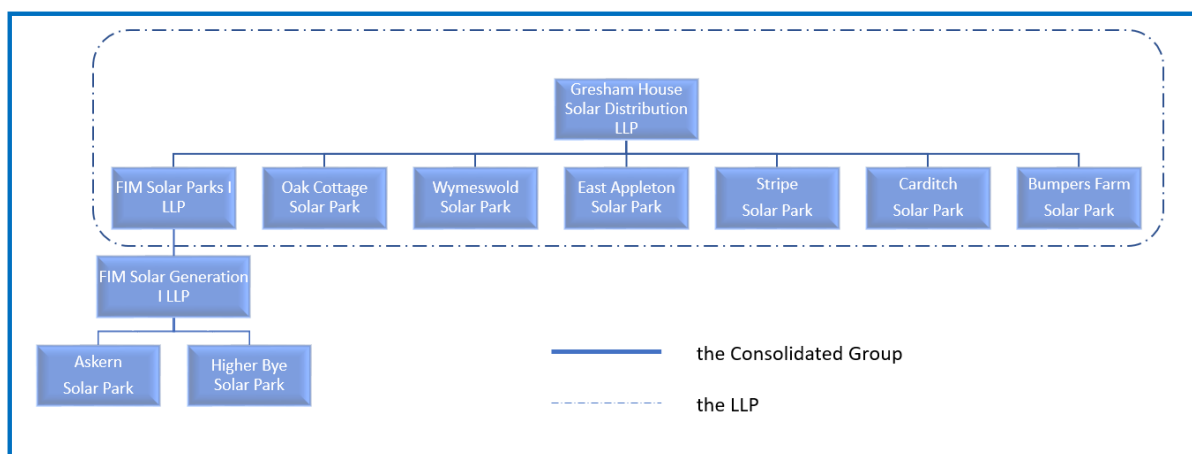 Gresham House
Solar Distribution
LLP
FIM Solar Parks I
LLP
Oak Cottage
Solar Park
Wymeswold
Solar Park
East Appleton
Solar Park
Stripe
Solar Park
Carditch
Solar Park
Bumpers Farm
Solar Park
FIM Solar Generation
I LLP
Askern
Solar Park
Higher Bye
Solar Park
the Consolidated Group
the LLP